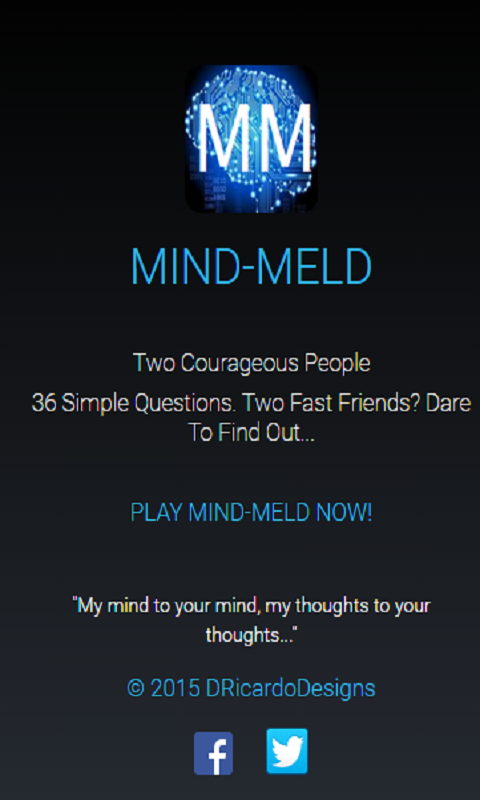 MM
MIND-MELD
Two Courageous People
36 Simple Questions. Two Fast Friends? Dare
To Find Out...
PLAY MIND-MELD NOW!
"My mind to your mind, my thoughts to your
thoughts..."
© 2015 DRicardoDesigns
f